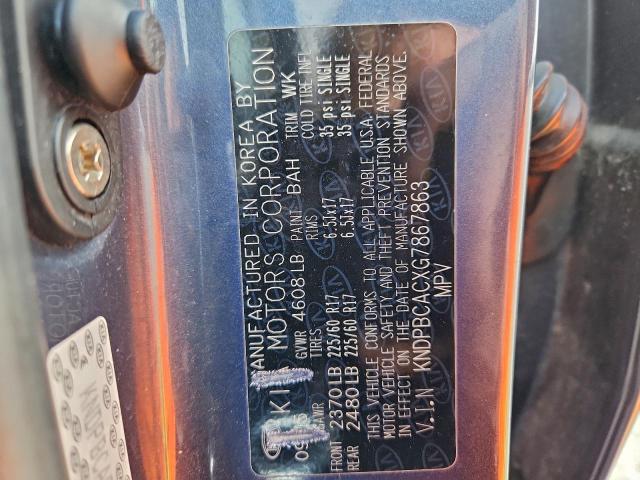 MANUFACTURED IN KOREA BY
KIA MOTORS CORPORATION
GVWR 4608 LB PAINT BAH TRIM WK
GAWR TIRES RIMS COLD TIRE INFL
FRONT 2370 LB 225/60 R17 6.5Jx17 35 psi SINGLE
REAR 2480 LB 225/60 R17 6.5Jx17 35 psi SINGLE
THIS VEHICLE CONFORMS TO ALL APPLICABLE U.S.A. FEDERAL
MOTOR VEHICLE SAFETY AND THEFT PREVENTION STANDARDS
IN EFFECT ON THE DATE OF MANUFACTURE SHOWN ABOVE.
V.I.N KNDPBCACXG7867863
MPV